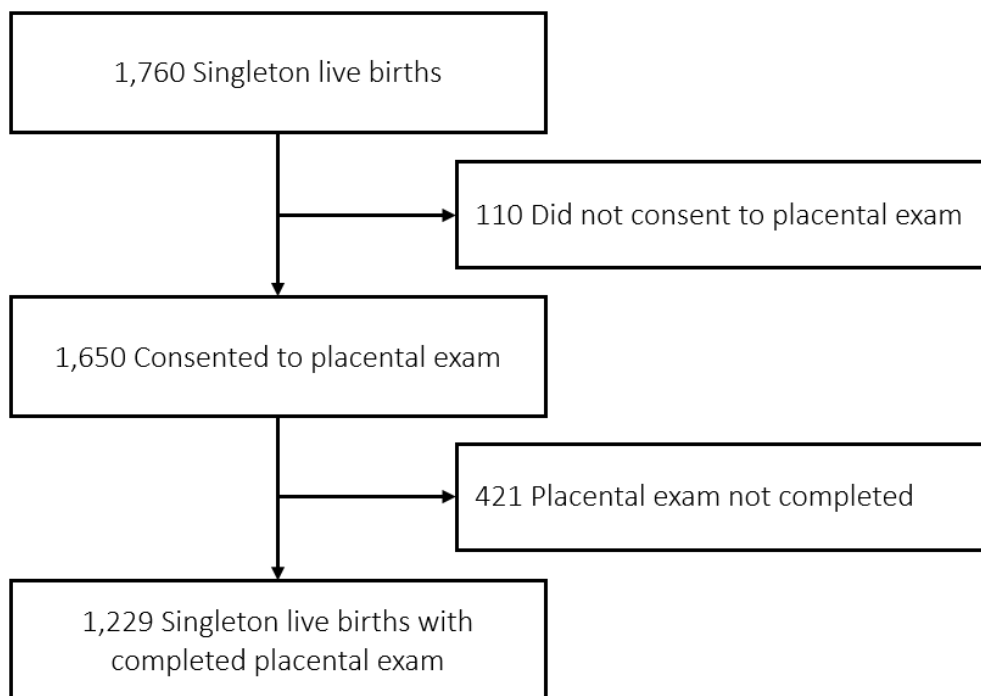 1,760 Singleton live births
110 Did not consent to placental exam
1,650 Consented to placental exam
421 Placental exam not completed
1,229 Singleton live births with
completed placental exam